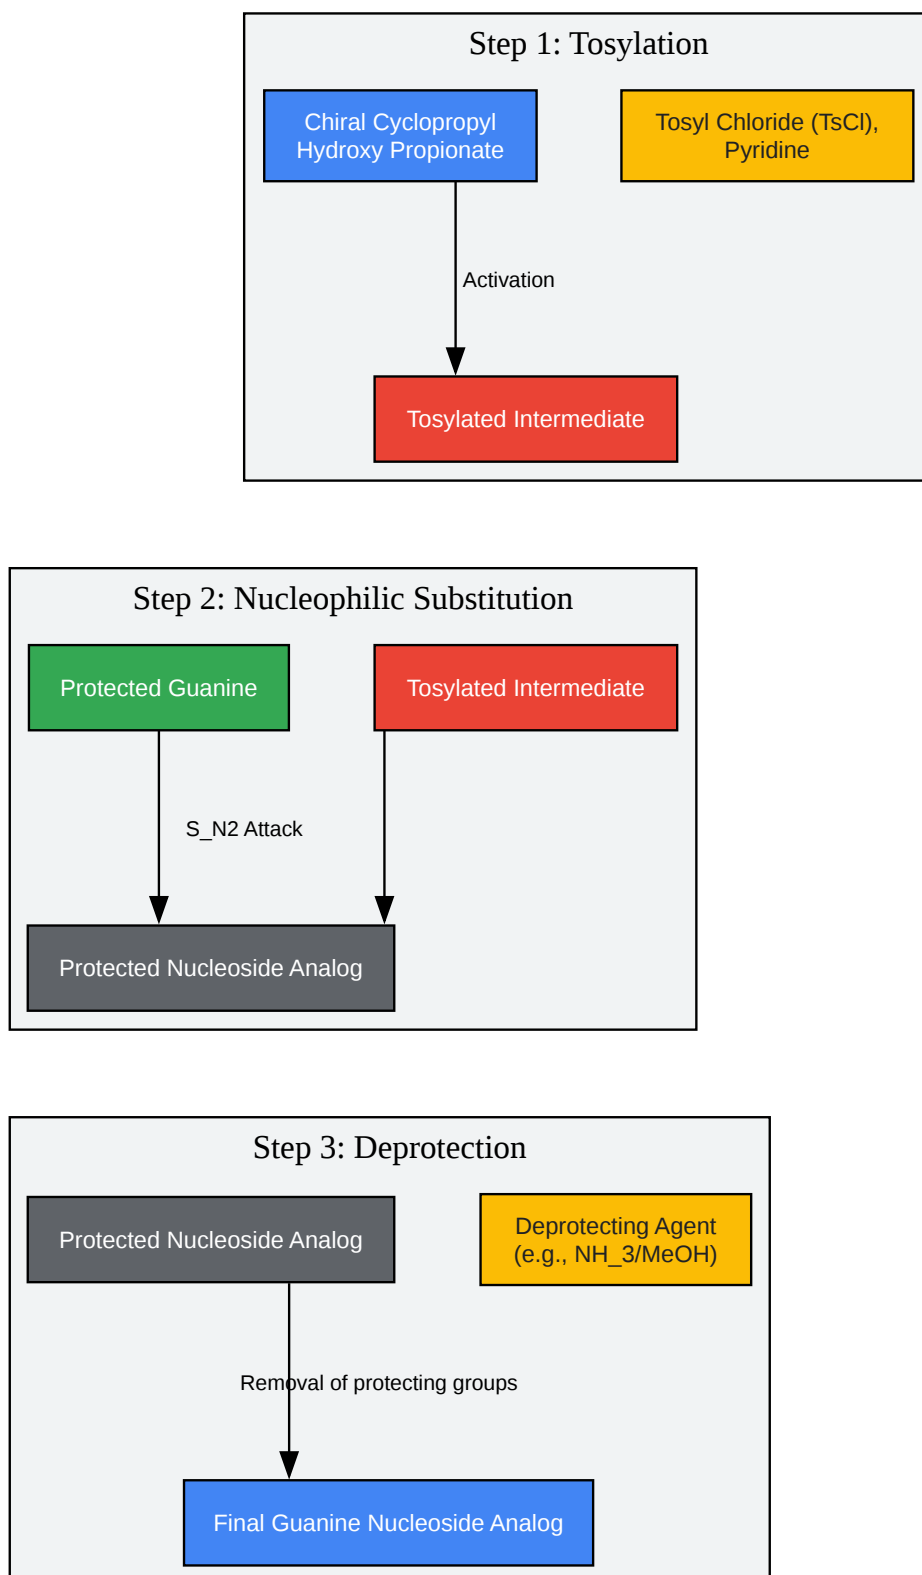 Step 1: Tosylation
Chiral Cyclopropyl
Hydroxy Propionate
Tosyl Chloride (TsCl),
Pyridine
Activation
Tosylated Intermediate
Step 2: Nucleophilic Substitution
Protected Guanine
Tosylated Intermediate
S_N2 Attack
Protected Nucleoside Analog
Step 3: Deprotection
Protected Nucleoside Analog
Deprotecting Agent
(e.g., NH_3/MeOH)
Removal of protecting groups
Final Guanine Nucleoside Analog